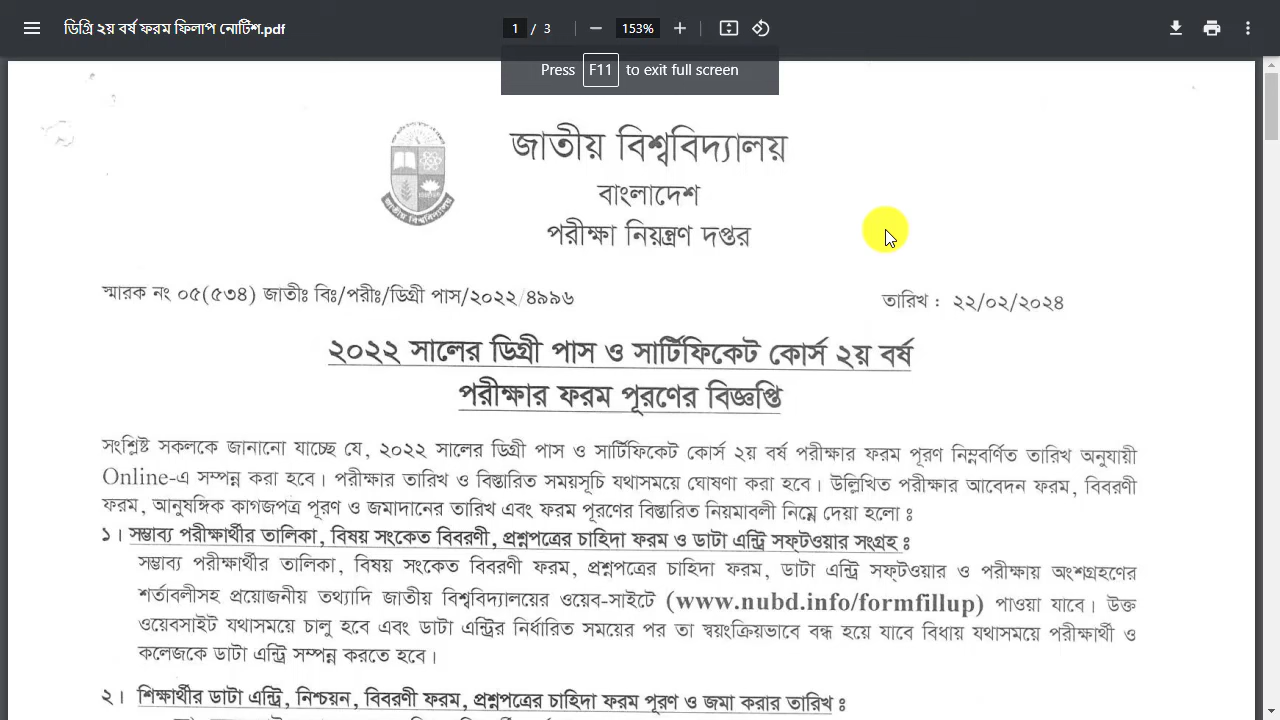 ডিগ্রি ২য় বর্ষ ফরম ফিলাপ নোটিশ.pdf 1 / 3 153%
Press F11 to exit full screen
জাতীয় বিশ্ববিদ্যালয়
বাংলাদেশ
পরীক্ষা নিয়ন্ত্রণ দপ্তর
স্মারক নং ০৫(৫৩৪) জাতীঃ বিঃ/পরীঃ/ডিগ্রী পাস/২০২২/৪৯৯৬ তারিখ : ২২/০২/২০২৪
২০২২ সালের ডিগ্রী পাস ও সার্টিফিকেট কোর্স ২য় বর্ষ
পরীক্ষার ফরম পূরণের বিজ্ঞপ্তি
সংশ্লিষ্ট সকলকে জানানো যাচ্ছে যে, ২০২২ সালের ডিগ্রী পাস ও সার্টিফিকেট কোর্স ২য় বর্ষ পরীক্ষার ফরম পূরণ নিম্নবর্ণিত তারিখ অনুযায়ী
Online-এ সম্পন্ন করা হবে। পরীক্ষার তারিখ ও বিস্তারিত সময়সূচি যথাসময়ে ঘোষণা করা হবে। উল্লিখিত পরীক্ষার আবেদন ফরম, বিবরণী
ফরম, আনুষঙ্গিক কাগজপত্র পূরণ ও জমাদানের তারিখ এবং ফরম পূরণের বিস্তারিত নিয়মাবলী নিম্নে দেয়া হলো ঃ
১। সম্ভাব্য পরীক্ষার্থীর তালিকা, বিষয় সংকেত বিবরণী, প্রশ্নপত্রের চাহিদা ফরম ও ডাটা এন্ট্রি সফ্‌টওয়ার সংগ্রহ ঃ
সম্ভাব্য পরীক্ষার্থীর তালিকা, বিষয় সংকেত বিবরণী ফরম, প্রশ্নপত্রের চাহিদা ফরম, ডাটা এন্ট্রি সফ্‌টওয়ার ও পরীক্ষায় অংশগ্রহণের
শর্তাবলীসহ প্রয়োজনীয় তথ্যাদি জাতীয় বিশ্ববিদ্যালয়ের ওয়েব-সাইটে (www.nubd.info/formfillup) পাওয়া যাবে। উক্ত
ওয়েবসাইট যথাসময়ে চালু হবে এবং ডাটা এন্ট্রির নির্ধারিত সময়ের পর তা স্বয়ংক্রিয়ভাবে বন্ধ হয়ে যাবে বিধায় যথাসময়ে পরীক্ষার্থী ও
কলেজকে ডাটা এন্ট্রি সম্পন্ন করতে হবে।
২। শিক্ষার্থীর ডাটা এন্ট্রি, নিশ্চয়ন, বিবরণী ফরম, প্রশ্নপত্রের চাহিদা ফরম পূরণ ও জমা করার তারিখ ঃ